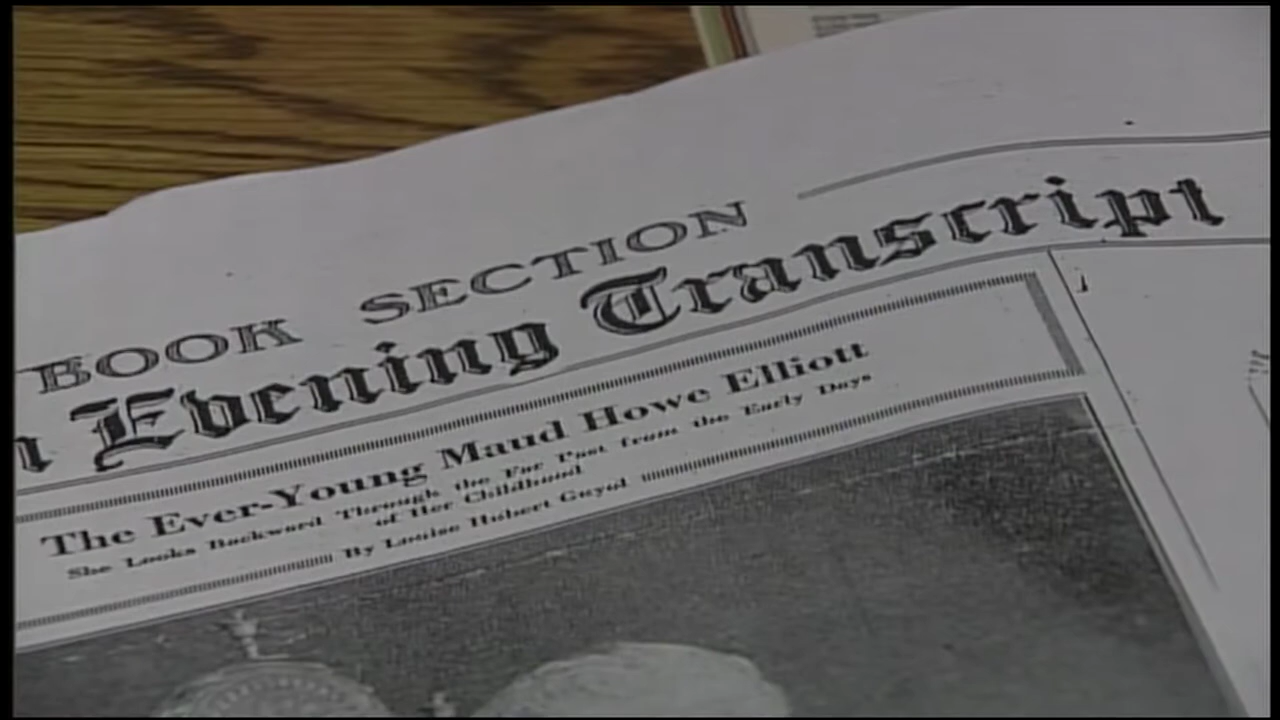 BOOK SECTION
n Evening Transcript
The Ever-Young Maud Howe Elliott
She Looks Backward Through the Far Past from the Early Days
of Her Childhood
By Louise Hubert Guyol